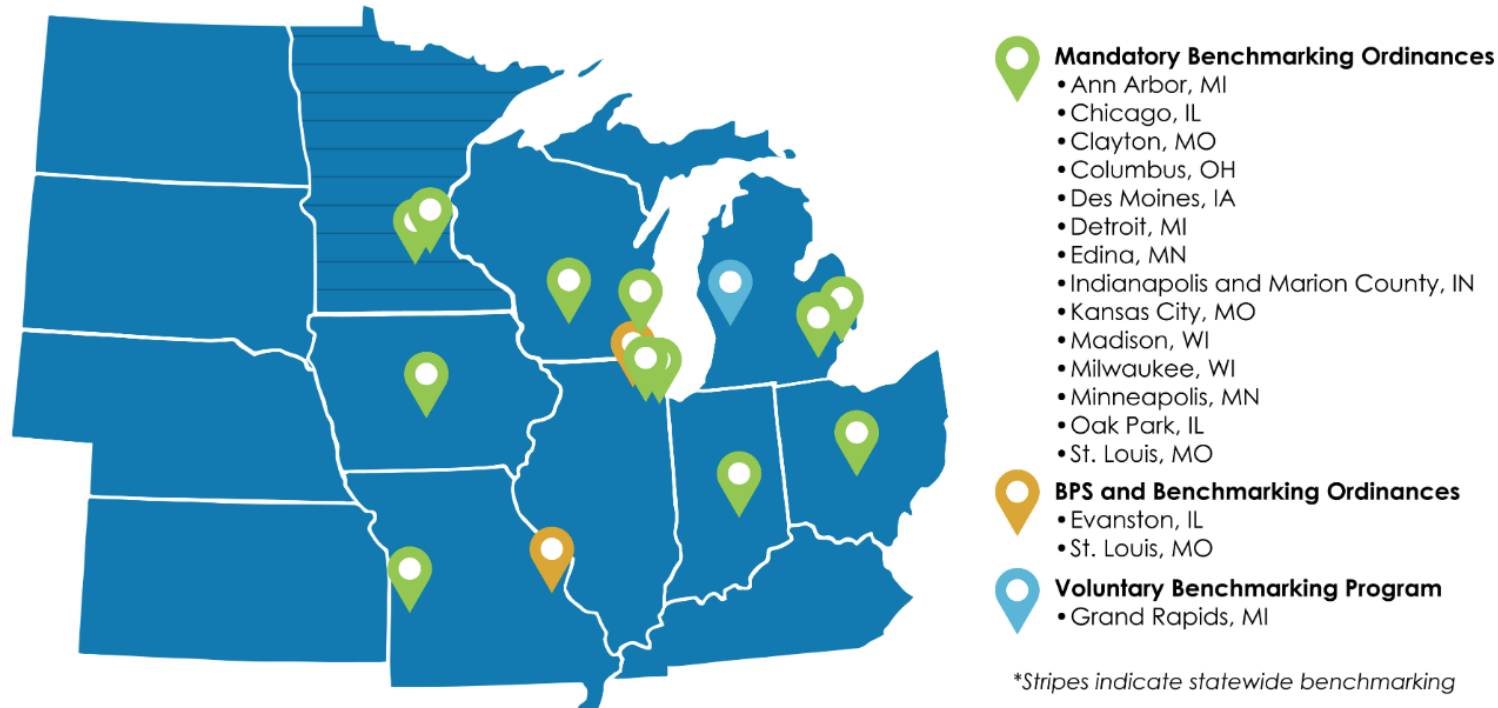 Mandatory Benchmarking Ordinances
• Ann Arbor, MI
• Chicago, IL
• Clayton, MO
• Columbus, OH
• Des Moines, IA
• Detroit, MI
• Edina, MN
• Indianapolis and Marion County, IN
• Kansas City, MO
• Madison, WI
• Milwaukee, WI
• Minneapolis, MN
• Oak Park, IL
• St. Louis, MO
BPS and Benchmarking Ordinances
• Evanston, IL
• St. Louis, MO
Voluntary Benchmarking Program
• Grand Rapids, MI
*Stripes indicate statewide benchmarking